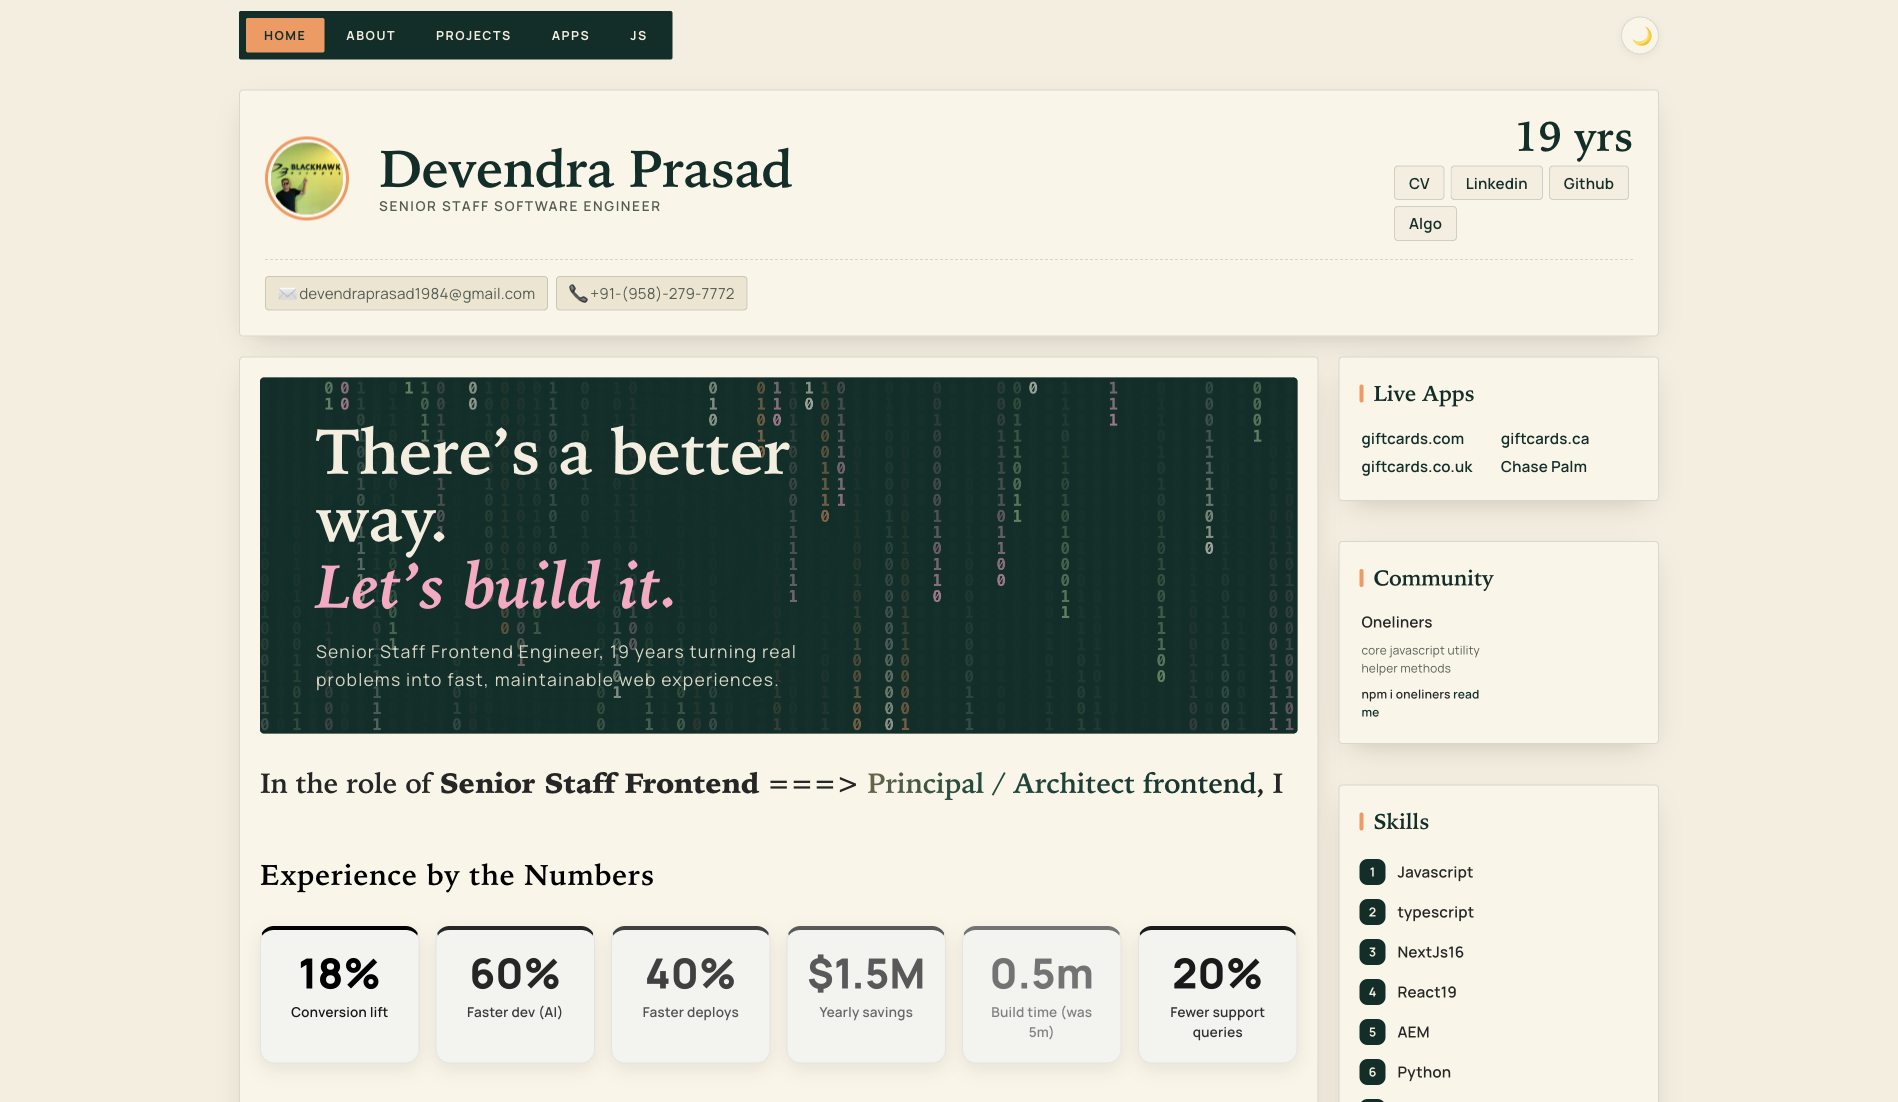 HOME ABOUT PROJECTS APPS JS
BLACKHAWK
Devendra Prasad
SENIOR STAFF SOFTWARE ENGINEER
19 yrs
CV Linkedin Github
Algo
devendraprasad1984@gmail.com +91-(958)-279-7772
There’s a better
way.
Let’s build it.
Senior Staff Frontend Engineer, 19 years turning real
problems into fast, maintainable web experiences.
In the role of Senior Staff Frontend ===> Principal / Architect frontend, I
Experience by the Numbers
18%
Conversion lift
60%
Faster dev (AI)
40%
Faster deploys
$1.5M
Yearly savings
0.5m
Build time (was
5m)
20%
Fewer support
queries
Live Apps
giftcards.com giftcards.ca
giftcards.co.uk Chase Palm
Community
Oneliners
core javascript utility
helper methods
npm i oneliners read
me
Skills
1 Javascript
2 typescript
3 NextJs16
4 React19
5 AEM
6 Python